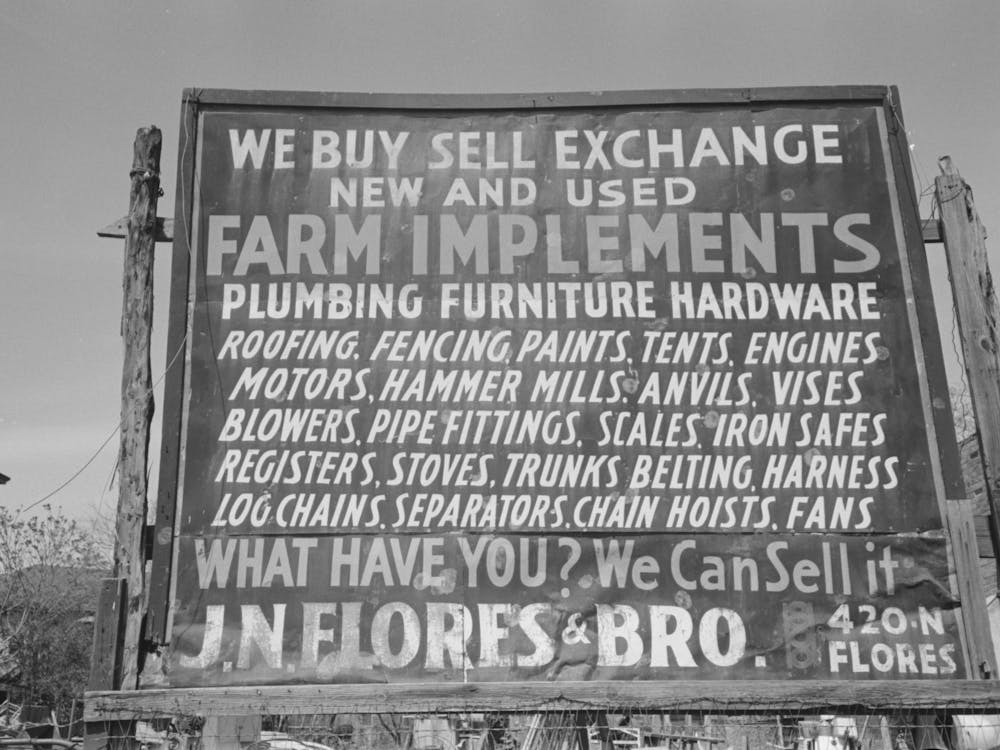 WE BUY SELL EXCHANGE
NEW AND USED
FARM IMPLEMENTS
PLUMBING FURNITURE HARDWARE
ROOFING, FENCING, PAINTS, TENTS, ENGINES
MOTORS, HAMMER MILLS, ANVILS, VISES
BLOWERS, PIPE FITTINGS, SCALES, IRON SAFES
REGISTERS, STOVES, TRUNKS, BELTING, HARNESS
LOG CHAINS, SEPARATORS, CHAIN HOISTS, FANS
WHAT HAVE YOU? We Can Sell it
J.N. FLORES & BRO.
420-N
FLORES